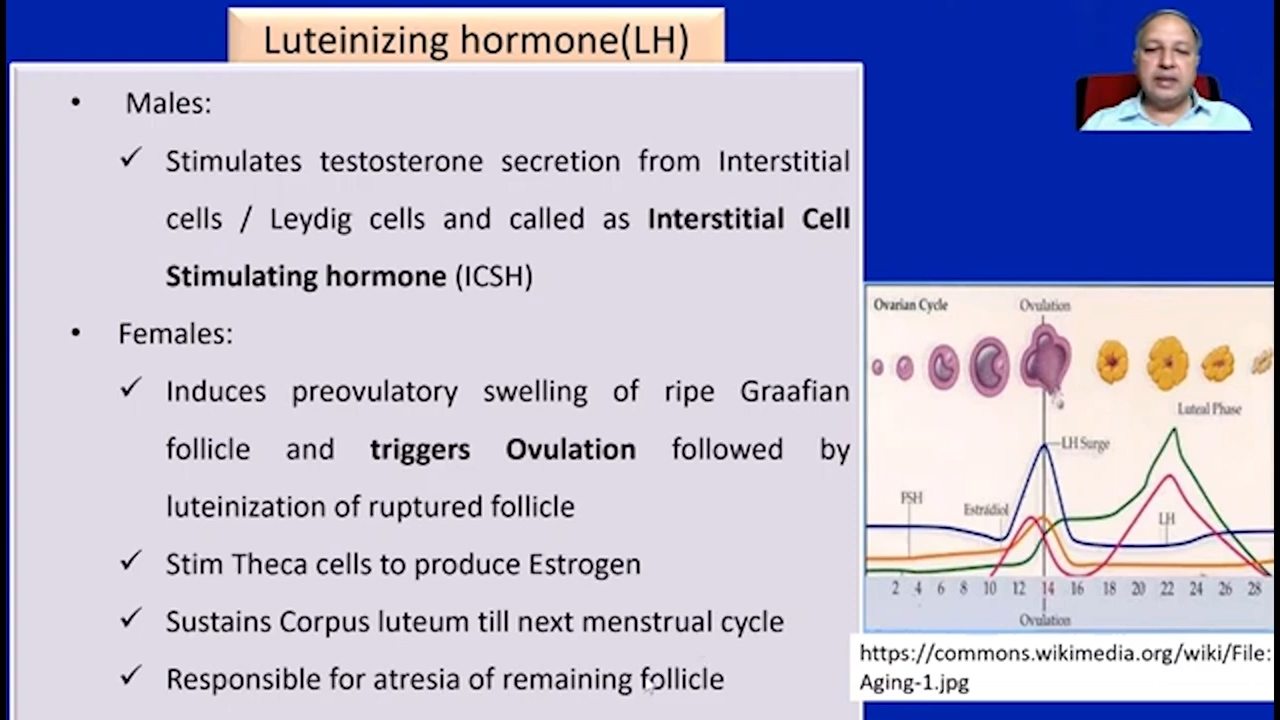 Luteinizing hormone(LH)
• Males:
✓ Stimulates testosterone secretion from Interstitial
cells / Leydig cells and called as Interstitial Cell
Stimulating hormone (ICSH)
• Females:
✓ Induces preovulatory swelling of ripe Graafian
follicle and triggers Ovulation followed by
luteinization of ruptured follicle
✓ Stim Theca cells to produce Estrogen
✓ Sustains Corpus luteum till next menstrual cycle
✓ Responsible for atresia of remaining follicle
Ovarian Cycle
Ovulation
Luteal Phase
LH Surge
FSH
Estradiol
LH
2 4 6 8 10 12 14 16 18 20 22 24 26 28
Ovulation
https://commons.wikimedia.org/wiki/File:
Aging-1.jpg